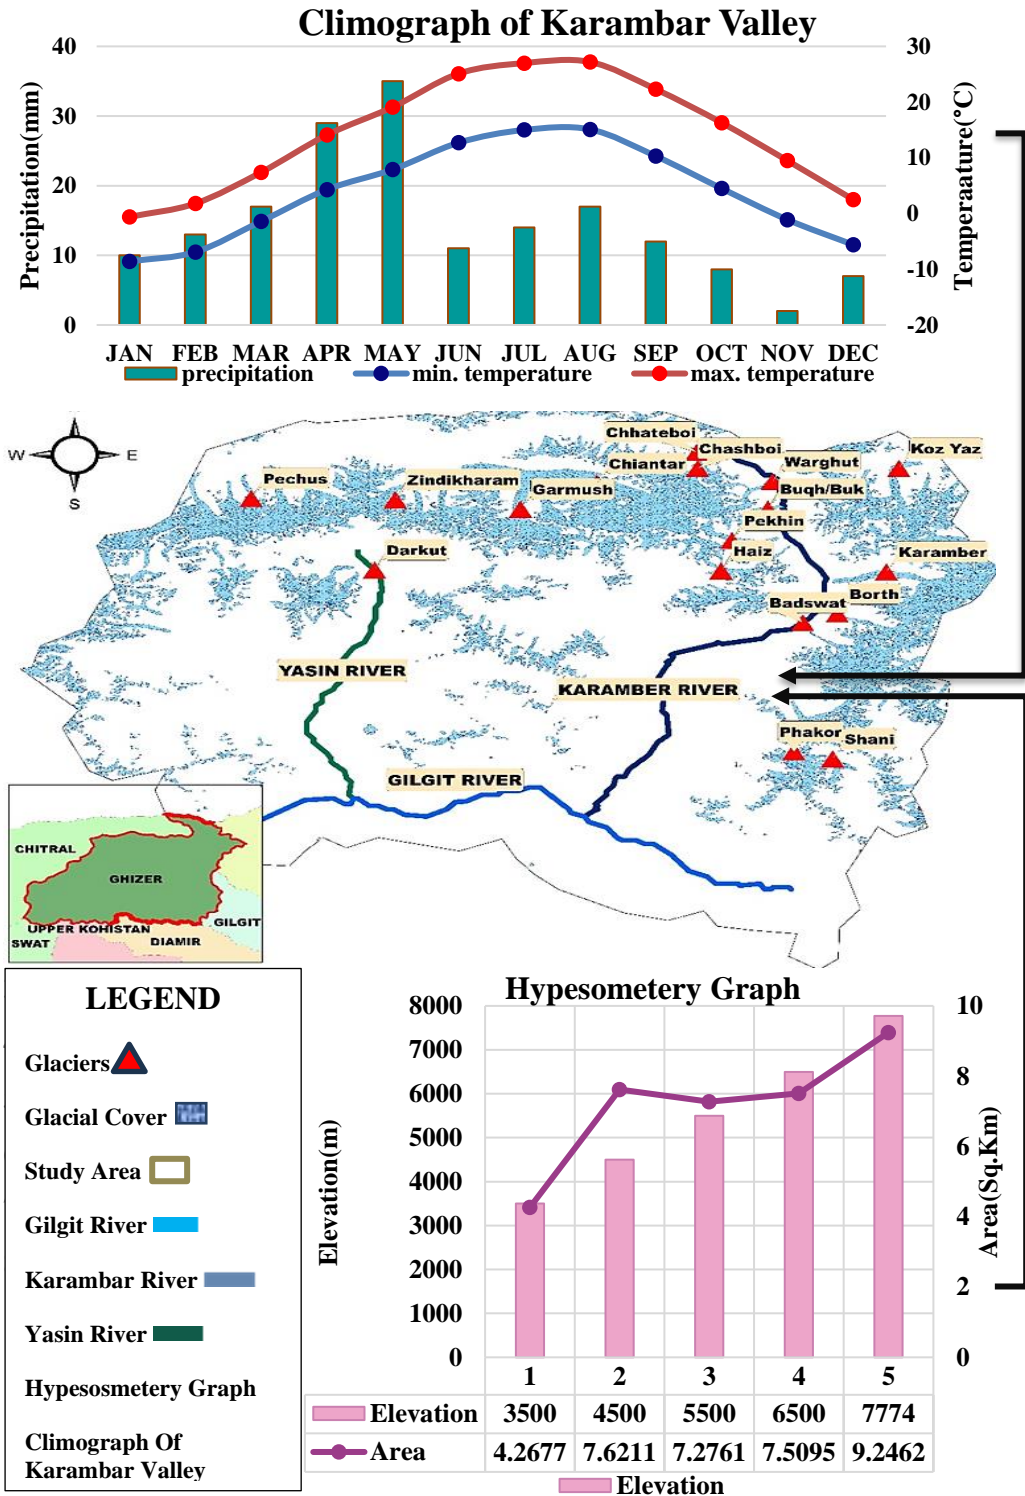 Climograph of Karambar Valley
Precipitation(mm)
40
30
20
10
0
Temperaature(°C)
30
20
10
0
-10
-20
JAN FEB MAR APR MAY JUN JUL AUG SEP OCT NOV DEC
precipitation min. temperature max. temperature
N
W E
S
Chhateboi
Chashboi
Koz Yaz
Chiantar
Warghut
Pechus
Zindikharam
Garmush
Buqh/Buk
Pekhin
Darkut
Haiz
Karamber
Badswat
Borth
YASIN RIVER
KARAMBER RIVER
Phakor
Shani
GILGIT RIVER
CHITRAL
GHIZER
GILGIT
UPPER KOHISTAN
SWAT
DIAMIR
LEGEND
Glaciers
Glacial Cover
Study Area
Gilgit River
Karambar River
Yasin River
Hypesosmetery Graph
Climograph Of
Karambar Valley
Hypesometery Graph
Elevation(m)
8000
7000
6000
5000
4000
3000
2000
1000
0
Area(Sq.Km)
10
8
6
4
2
0
1 2 3 4 5
Elevation 3500 4500 5500 6500 7774
Area 4.2677 7.6211 7.2761 7.5095 9.2462
Elevation